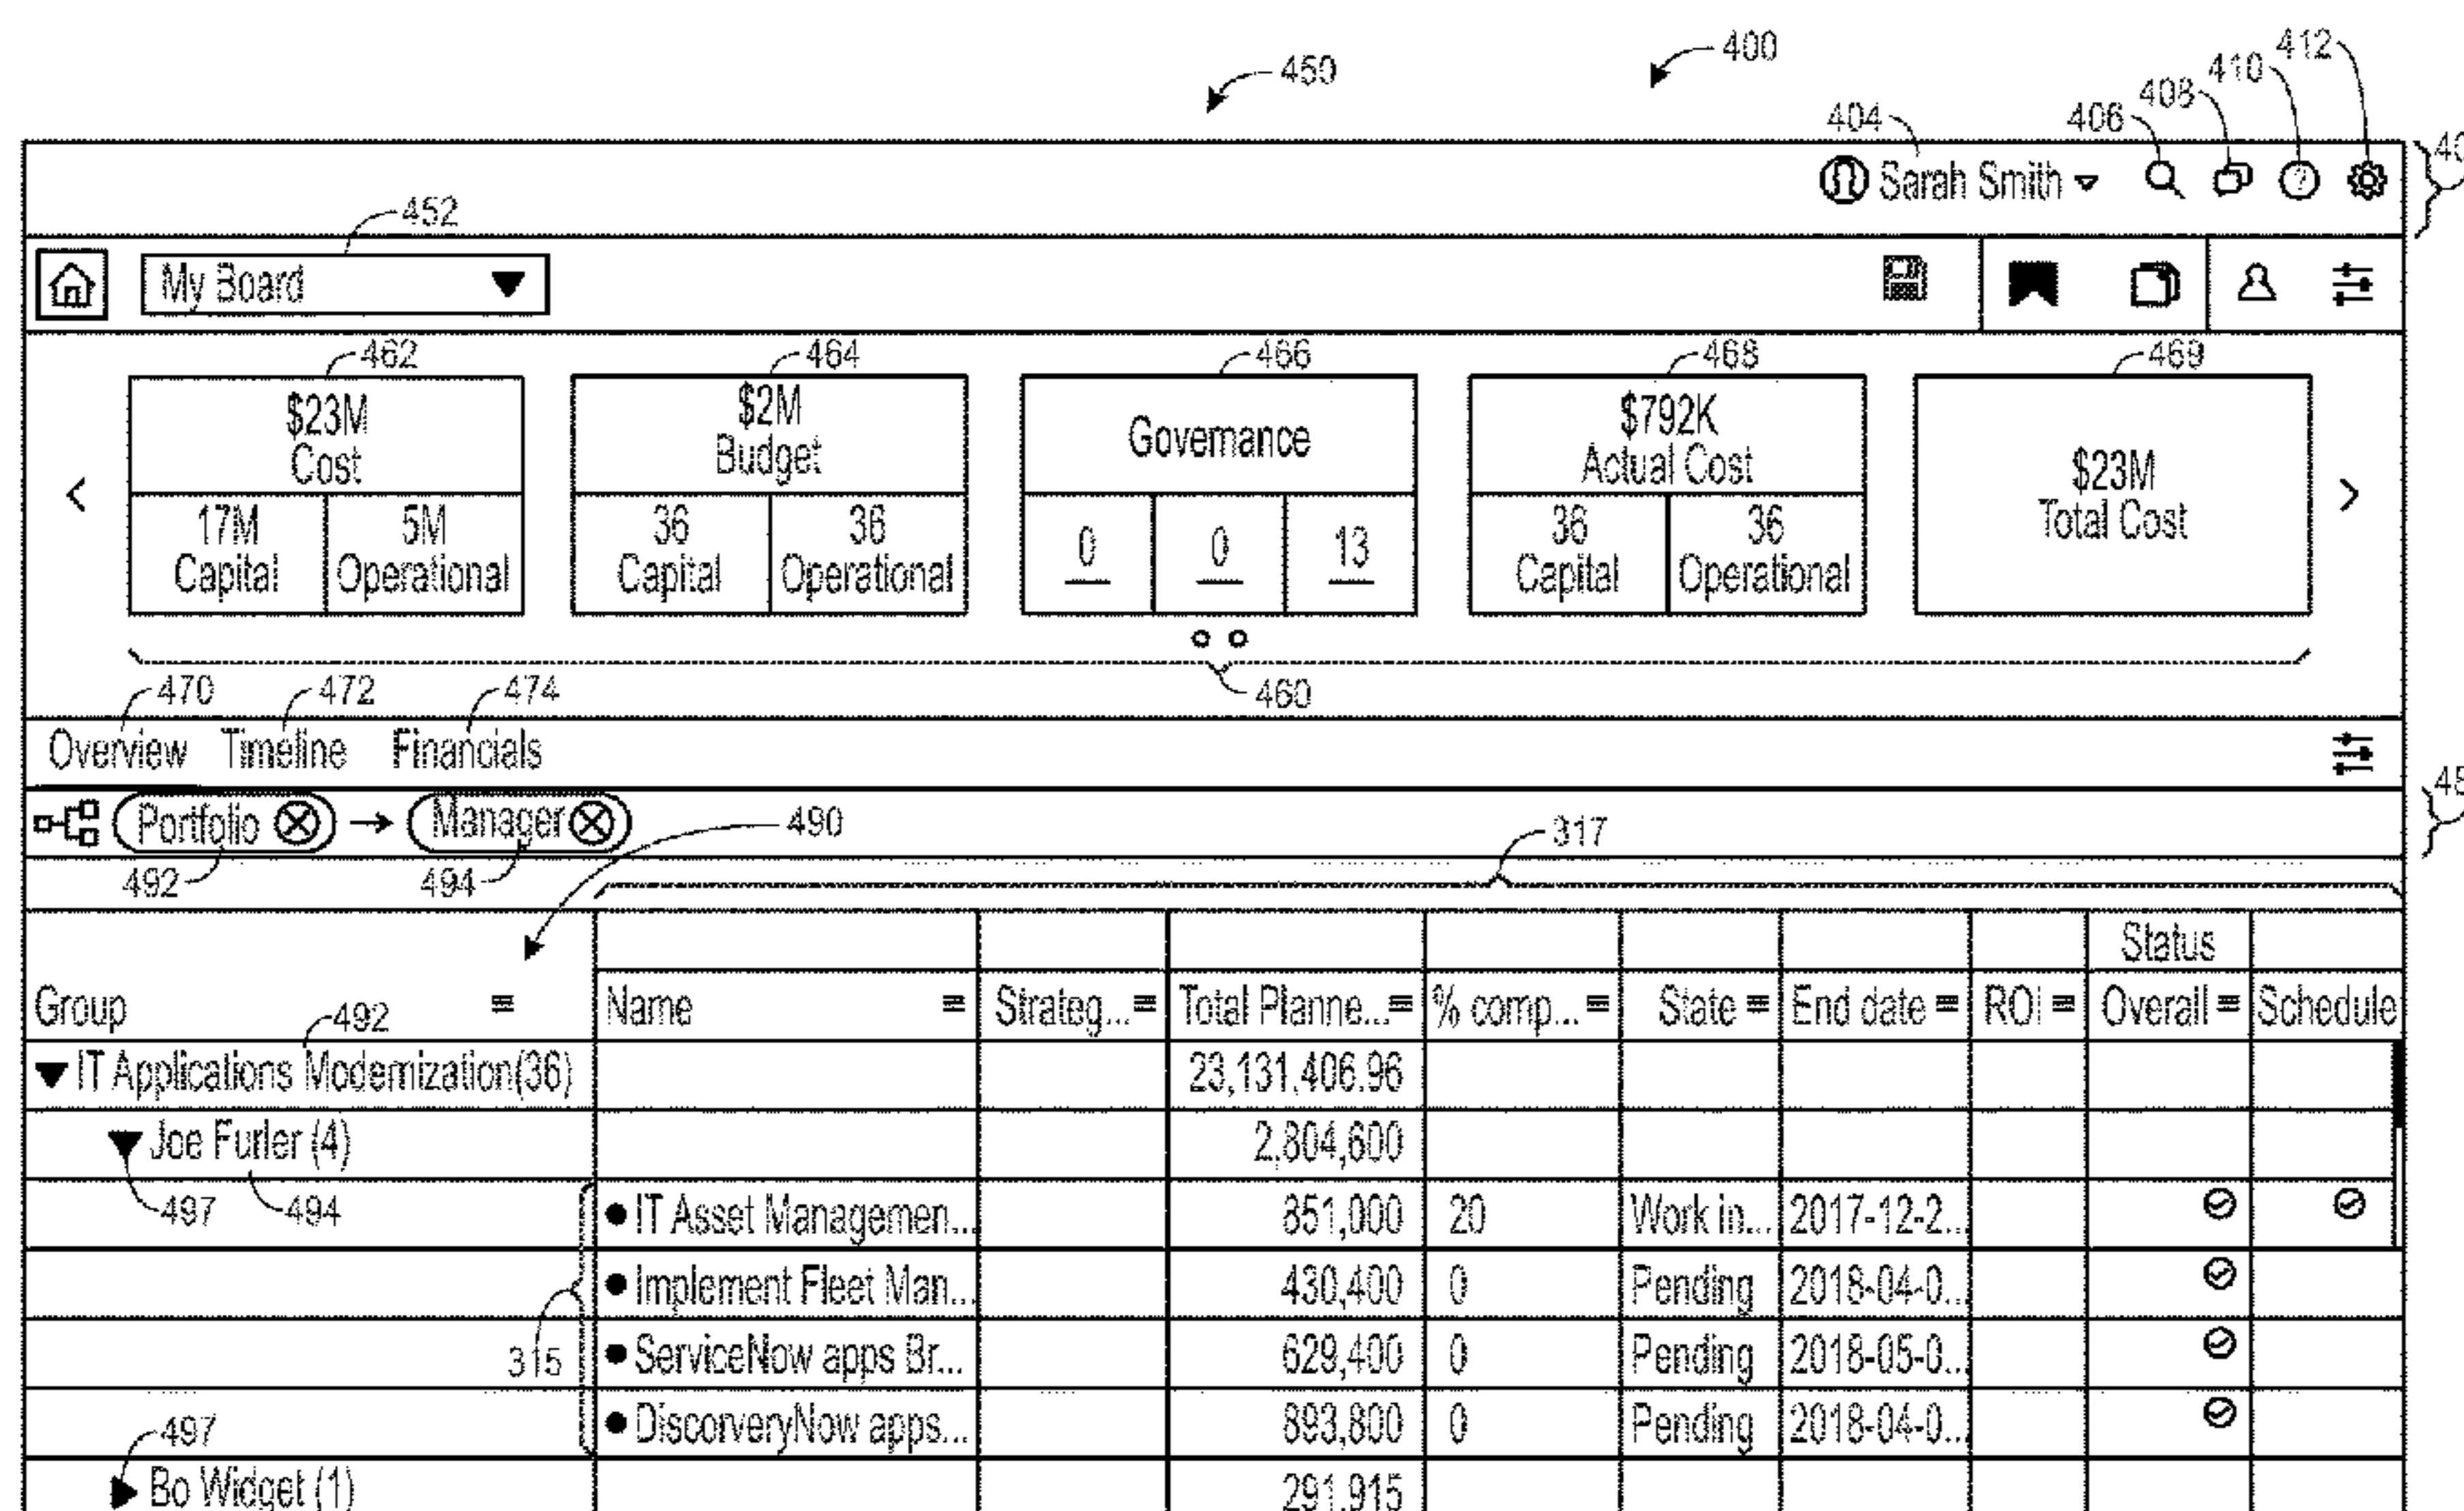 450 400 412
410
408
404 406 40
Sarah Smith
452
My Board
462 464 466 468 469
$23M $2M Governance $792K $23M
Cost Budget Actual Cost Total Cost
17M 5M 36 36 0 0 13 36 36
Capital Operational Capital Operational Capital Operational
460
470 472 474
Overview Timeline Financials
48
Portfolio → Manager 490
317
492 494
Status
Group Name Strateg... Total Planne... % comp... State End date ROI Overall Schedule
492
IT Applications Modernization(36) 23,131,406.96
Joe Furler (4) 2,804,600
497 494
• IT Asset Managemen... 851,000 20 Work in... 2017-12-2...
• Implement Fleet Man... 430,400 0 Pending 2018-04-0...
315 • ServiceNow apps Br... 629,400 0 Pending 2018-05-0...
• DiscorveryNow apps... 893,800 0 Pending 2018-04-0...
497
Bo Widget (1) 291,915